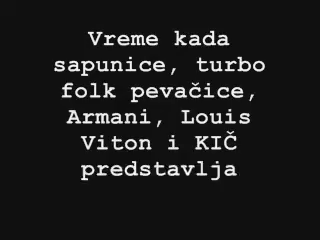 Vreme kada
sapunice, turbo
folk pevačice,
Armani, Louis
Viton i KIČ
predstavlja